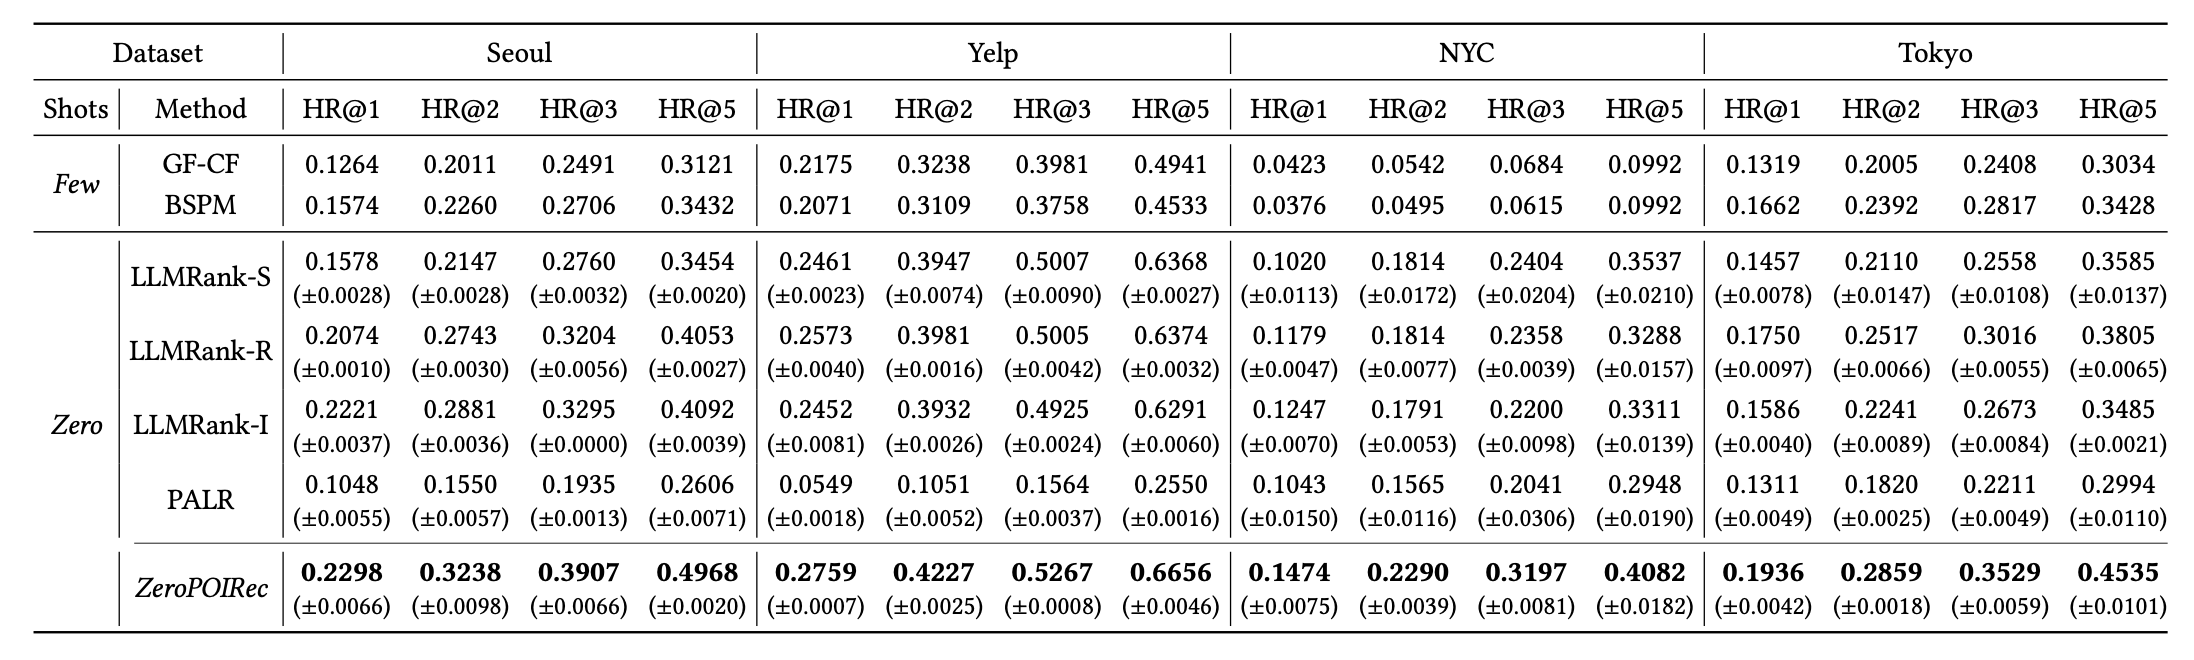 Dataset Seoul Yelp NYC Tokyo
Shots Method HR@1 HR@2 HR@3 HR@5 HR@1 HR@2 HR@3 HR@5 HR@1 HR@2 HR@3 HR@5 HR@1 HR@2 HR@3 HR@5
Few GF-CF 0.1264 0.2011 0.2491 0.3121 0.2175 0.3238 0.3981 0.4941 0.0423 0.0542 0.0684 0.0992 0.1319 0.2005 0.2408 0.3034
BSPM 0.1574 0.2260 0.2706 0.3432 0.2071 0.3109 0.3758 0.4533 0.0376 0.0495 0.0615 0.0992 0.1662 0.2392 0.2817 0.3428
Zero LLMRank-S 0.1578 0.2147 0.2760 0.3454 0.2461 0.3947 0.5007 0.6368 0.1020 0.1814 0.2404 0.3537 0.1457 0.2110 0.2558 0.3585
(±0.0028) (±0.0028) (±0.0032) (±0.0020) (±0.0023) (±0.0074) (±0.0090) (±0.0027) (±0.0113) (±0.0172) (±0.0204) (±0.0210) (±0.0078) (±0.0147) (±0.0108) (±0.0137)
LLMRank-R 0.2074 0.2743 0.3204 0.4053 0.2573 0.3981 0.5005 0.6374 0.1179 0.1814 0.2358 0.3288 0.1750 0.2517 0.3016 0.3805
(±0.0010) (±0.0030) (±0.0056) (±0.0027) (±0.0040) (±0.0016) (±0.0042) (±0.0032) (±0.0047) (±0.0077) (±0.0039) (±0.0157) (±0.0097) (±0.0066) (±0.0055) (±0.0065)
LLMRank-I 0.2221 0.2881 0.3295 0.4092 0.2452 0.3932 0.4925 0.6291 0.1247 0.1791 0.2200 0.3311 0.1586 0.2241 0.2673 0.3485
(±0.0037) (±0.0036) (±0.0000) (±0.0039) (±0.0081) (±0.0026) (±0.0024) (±0.0060) (±0.0070) (±0.0053) (±0.0098) (±0.0139) (±0.0040) (±0.0089) (±0.0084) (±0.0021)
PALR 0.1048 0.1550 0.1935 0.2606 0.0549 0.1051 0.1564 0.2550 0.1043 0.1565 0.2041 0.2948 0.1311 0.1820 0.2211 0.2994
(±0.0055) (±0.0057) (±0.0013) (±0.0071) (±0.0018) (±0.0052) (±0.0037) (±0.0016) (±0.0150) (±0.0116) (±0.0306) (±0.0190) (±0.0049) (±0.0025) (±0.0049) (±0.0110)
ZeroPOIRec 0.2298 0.3238 0.3907 0.4968 0.2759 0.4227 0.5267 0.6656 0.1474 0.2290 0.3197 0.4082 0.1936 0.2859 0.3529 0.4535
(±0.0066) (±0.0098) (±0.0066) (±0.0020) (±0.0007) (±0.0025) (±0.0008) (±0.0046) (±0.0075) (±0.0039) (±0.0081) (±0.0182) (±0.0042) (±0.0018) (±0.0059) (±0.0101)